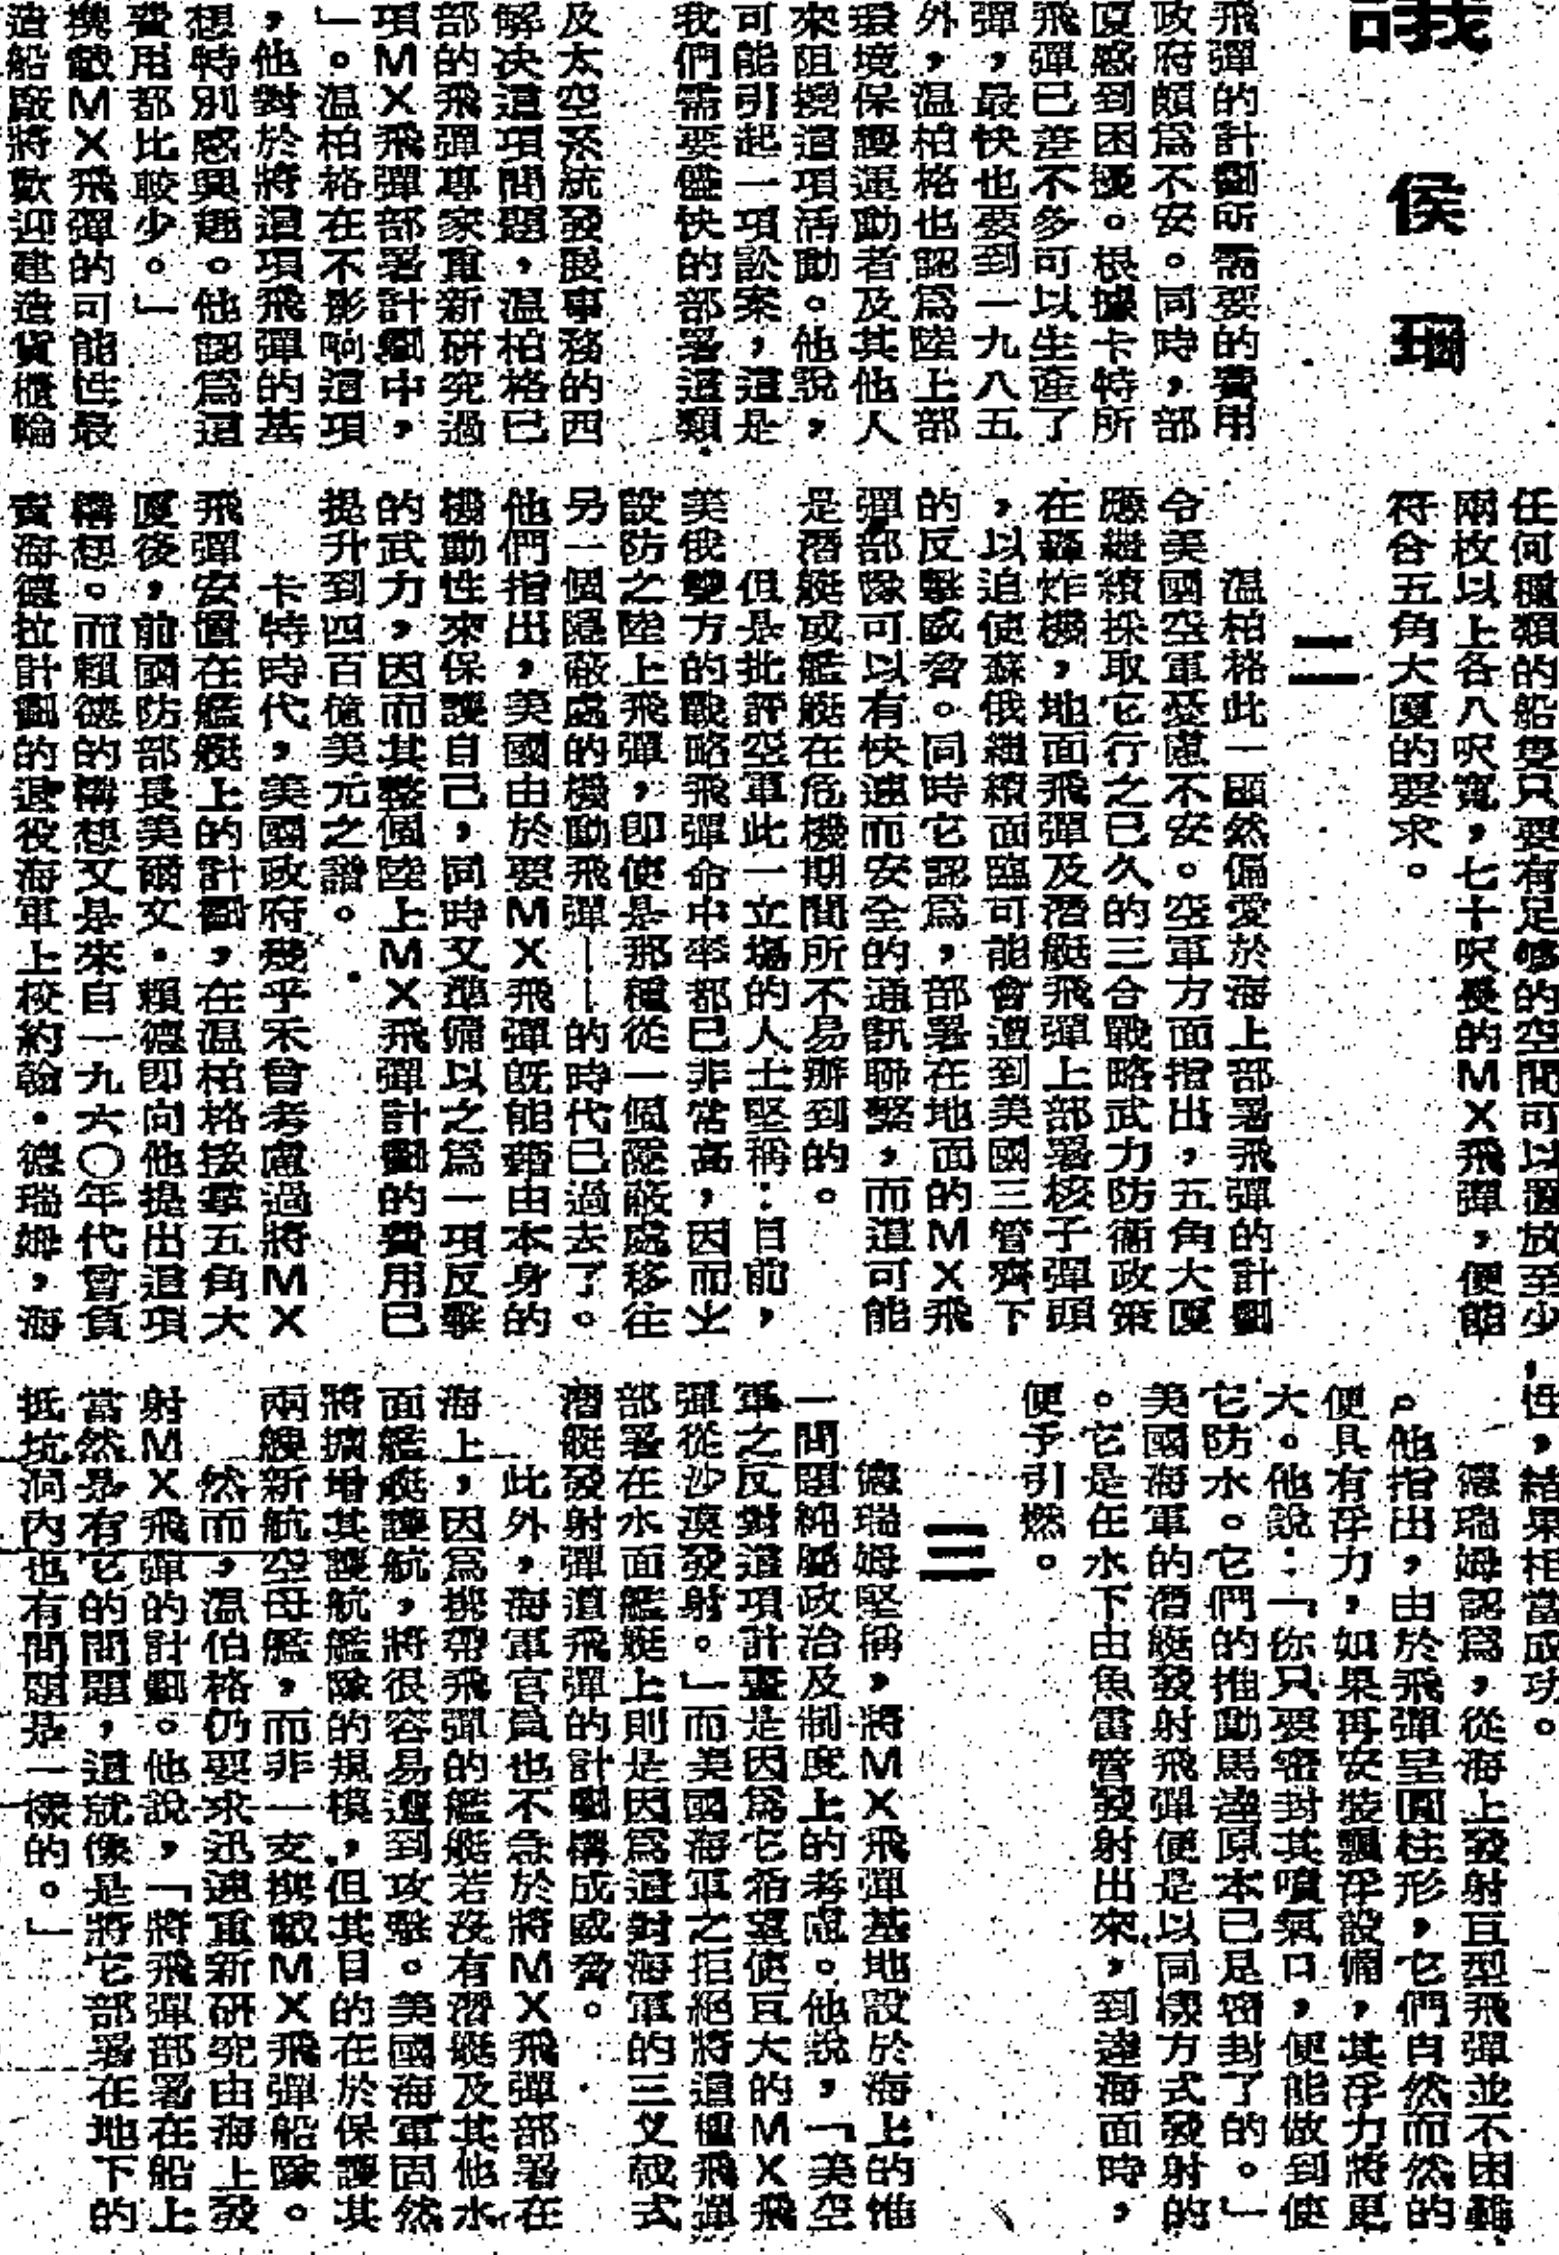 議
侯珊
飛彈的計劃所需要的費用
政府頗爲不安。同時，部
廈感到困擾。根據卡特所
飛彈已差不多可以生產了
彈，最快也要到一九八五
外，温柏格也認爲陸上部
環境保護運動者及其他人
來阻撓這項活動。他說，
可能引起一項訟案，這是
我們需要儘快的部署這類
及太空系統發展事務的四
解決這項問題，温柏格已
部的飛彈專家重新研究過
項MX飛彈部署計劃中，
」。温柏格在不影响這項
，他對於將這項飛彈的基
想特別感興趣。他認爲這
費用都比較少。」
換載MX飛彈的可能性最
造船廠將歡迎建造貨櫃輪
任何種類的船隻只要有足够的空間可以置放至少
兩枚以上各八呎寬，七十呎長的MX飛彈，便能
符合五角大廈的要求。
二
温柏格此一顯然偏愛於海上部署飛彈的計劃
令美國空軍憂慮不安。空軍方面指出，五角大廈
應繼續採取它行之已久的三合戰略武力防衛政策
在轟炸機，地面飛彈及潛艇飛彈上部署核子彈頭
，以迫使蘇俄繼續面臨可能會遭到美國三管齊下
的反擊威脅。同時它認爲，部署在地面的MX飛
彈部隊可以有快速而安全的通訊聯繫，而這可能
是潛艇或艦艇在危機期間所不易辦到的。
但是批評空軍此一立場的人士堅稱：目前，
美俄雙方的戰略飛彈命中率都已非常高，因而坐
設防之陸上飛彈，即使是那種從一個隱蔽處移往
另一個隱蔽處的機動飛彈——的時代已過去了。
他們指出，美國由於要MX飛彈既能藉由本身的
機動性來保護自己，同時又準備以之爲一項反擊
的武力，因而其整個陸上MX飛彈計劃的費用已
提升到四百億美元之譜。
卡特時代，美國政府幾乎不曾考慮過將MX
飛彈安置在艦艇上的計劃，在温柏格接掌五角大
廈後，前國防部長美爾文•賴德即向他提出這項
構想。而賴德的構想又是來自一九六〇年代曾負
責海德拉計劃的退役海軍上校約翰•德瑞姆，海
性，結果相當成功。
德瑞姆認爲，從海上發射亘型飛彈並不困難
。他指出，由於飛彈呈圓柱形，它們自然而然的
便具有浮力，如果再安裝飄浮設備，其浮力將更
大。他說：「你只要密封其噴氣口，便能做到使
它防水。它們的推動馬達原本已是密封了的。」
美國海軍的潛艇發射飛彈便是以同樣方式發射的
。它是在水下由魚雷管發射出來，到達海面時，
便予引燃。
三
德瑞姆堅稱，將MX飛彈基地設於海上的惟
一問題純屬政治及制度上的考慮。他說，「美空
軍之反對這項計畫是因爲它希望使亘大的MX飛
彈從沙漠發射。」而美國海軍之拒絕將這種飛彈
部署在水面艦艇上則是因爲這對海軍的三叉戟式
潛艇發射彈道飛彈的計劃構成威脅。
此外，海軍官員也不急於將MX飛彈部署在
海上，因爲携帶飛彈的艦艇若沒有潛艇及其他水
面艦艇護航，將很容易遭到攻擊。美國海軍固然
將擴增其護航艦隊的規模，但其目的在於保護其
兩艘新航空母艦，而非一支換載MX飛彈船隊。
然而，温伯格仍要求迅速重新研究由海上發
射MX飛彈的計劃。他說，「將飛彈部署在船上
當然是有它的問題，這就像是將它部署在地下的
抵抗洞內也有問題是一樣的。」